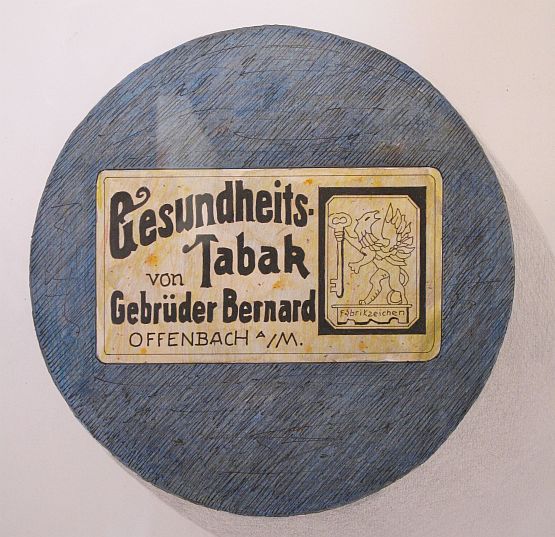 Gesundheits-
Tabak
von
Gebrüder Bernard
OFFENBACH A/M.
Fabrikzeichen